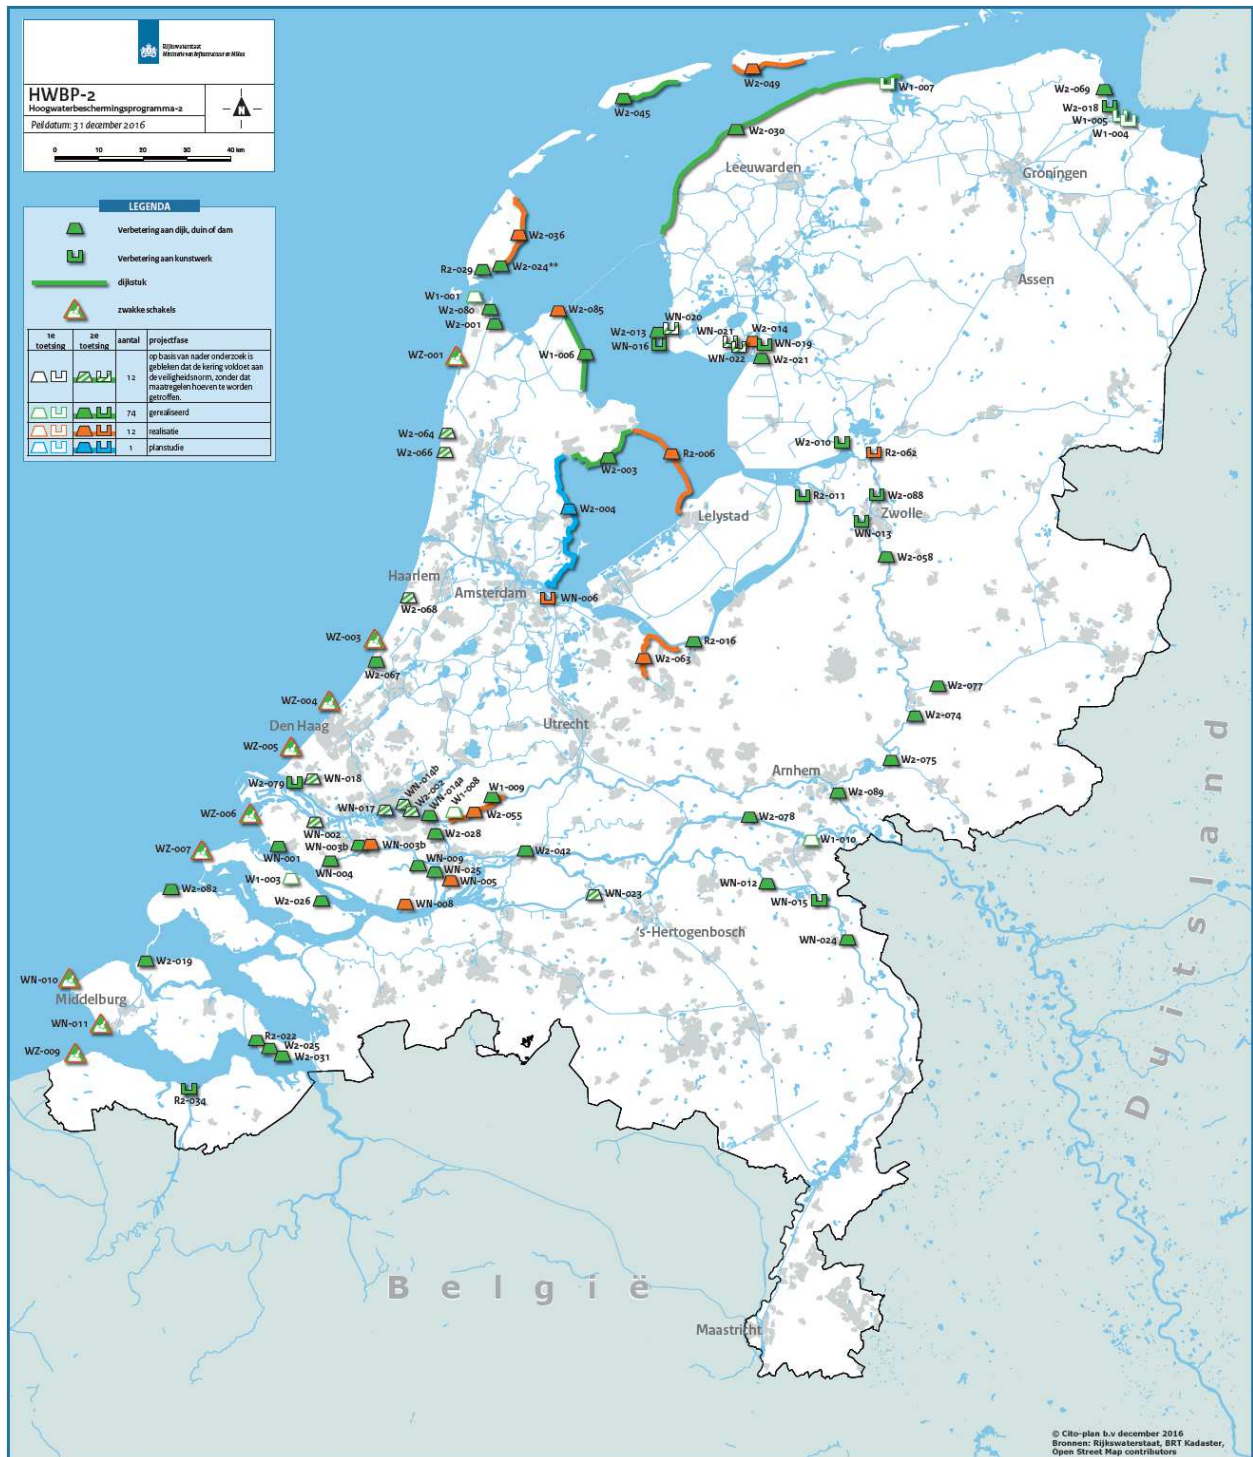 Rijkswaterstaat
Ministerie van Infrastructuur en Milieu
HWBP-2
Hoogwaterbeschermingsprogramma-2
Peildatum: 31 december 2016
N
0 10 20 30 40 km
LEGENDA
Verbetering aan dijk, duin of dam
Verbetering aan kunstwerk
dijkstuk
zwakke schakels
1e toetsing 2e toetsing aantal projectfase
op basis van nader onderzoek is
gebleken dat de kering voldoet aan
de veiligheidsnorm, zonder dat
maatregelen hoeven te worden
getroffen.
12
74 gerealiseerd
12 realisatie
1 planstudie
W2-049
W2-045
W1-007
W2-069
W2-018
W1-005
W1-004
W2-030
Leeuwarden
Groningen
W2-036
R2-029
W2-024**
Assen
W1-001
W2-080
W2-001
W2-085
WN-020
W2-013
WN-016
WN-021
W2-014
WN-019
WN-022
W2-021
WZ-001
W1-006
W2-064
W2-066
W2-003
R2-006
W2-010
R2-062
W2-004
Lelystad
R2-011
W2-088
Zwolle
WN-013
W2-058
Haarlem
W2-068
Amsterdam
WN-006
WZ-003
W2-067
R2-016
W2-063
W2-077
WZ-004
Den Haag
Utrecht
W2-074
WZ-005
W2-075
W2-079
WN-018
WN-014b
W2-002
WN-014a
W1-008
W1-009
Arnhem
W2-089
WN-017
W2-055
WZ-006
WN-002
W2-028
W2-078
WN-003b
WN-003b
W2-042
W1-010
WZ-007
WN-001
WN-004
WN-009
WN-025
WN-005
W1-003
W2-082
W2-026
WN-008
WN-023
WN-012
WN-015
's-Hertogenbosch
WN-024
W2-019
WN-010
Middelburg
WN-011
WZ-009
R2-022
W2-025
W2-031
R2-034
Duitsland
België
Maastricht
© Cito-plan b.v december 2016
Bronnen: Rijkswaterstaat, BRT Kadaster,
Open Street Map contributors